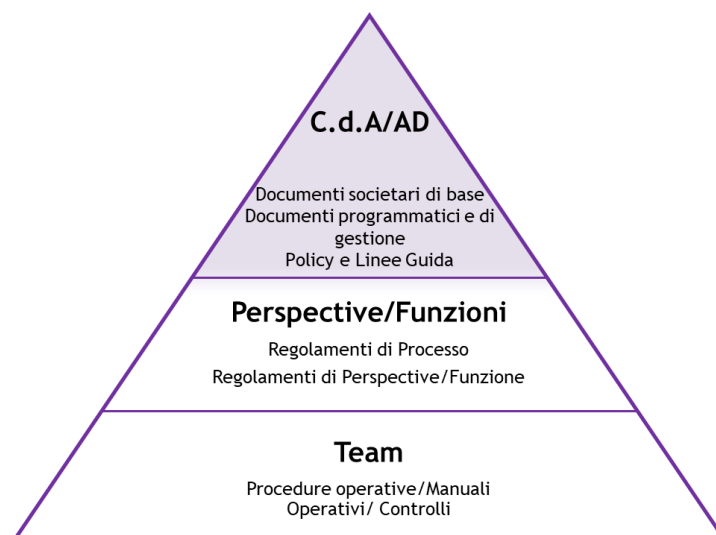 C.d.A/AD
Documenti societari di base
Documenti programmatici e di
gestione
Policy e Linee Guida
Perspective/Funzioni
Regolamenti di Processo
Regolamenti di Perspective/Funzione
Team
Procedure operative/Manuali
Operativi/ Controlli